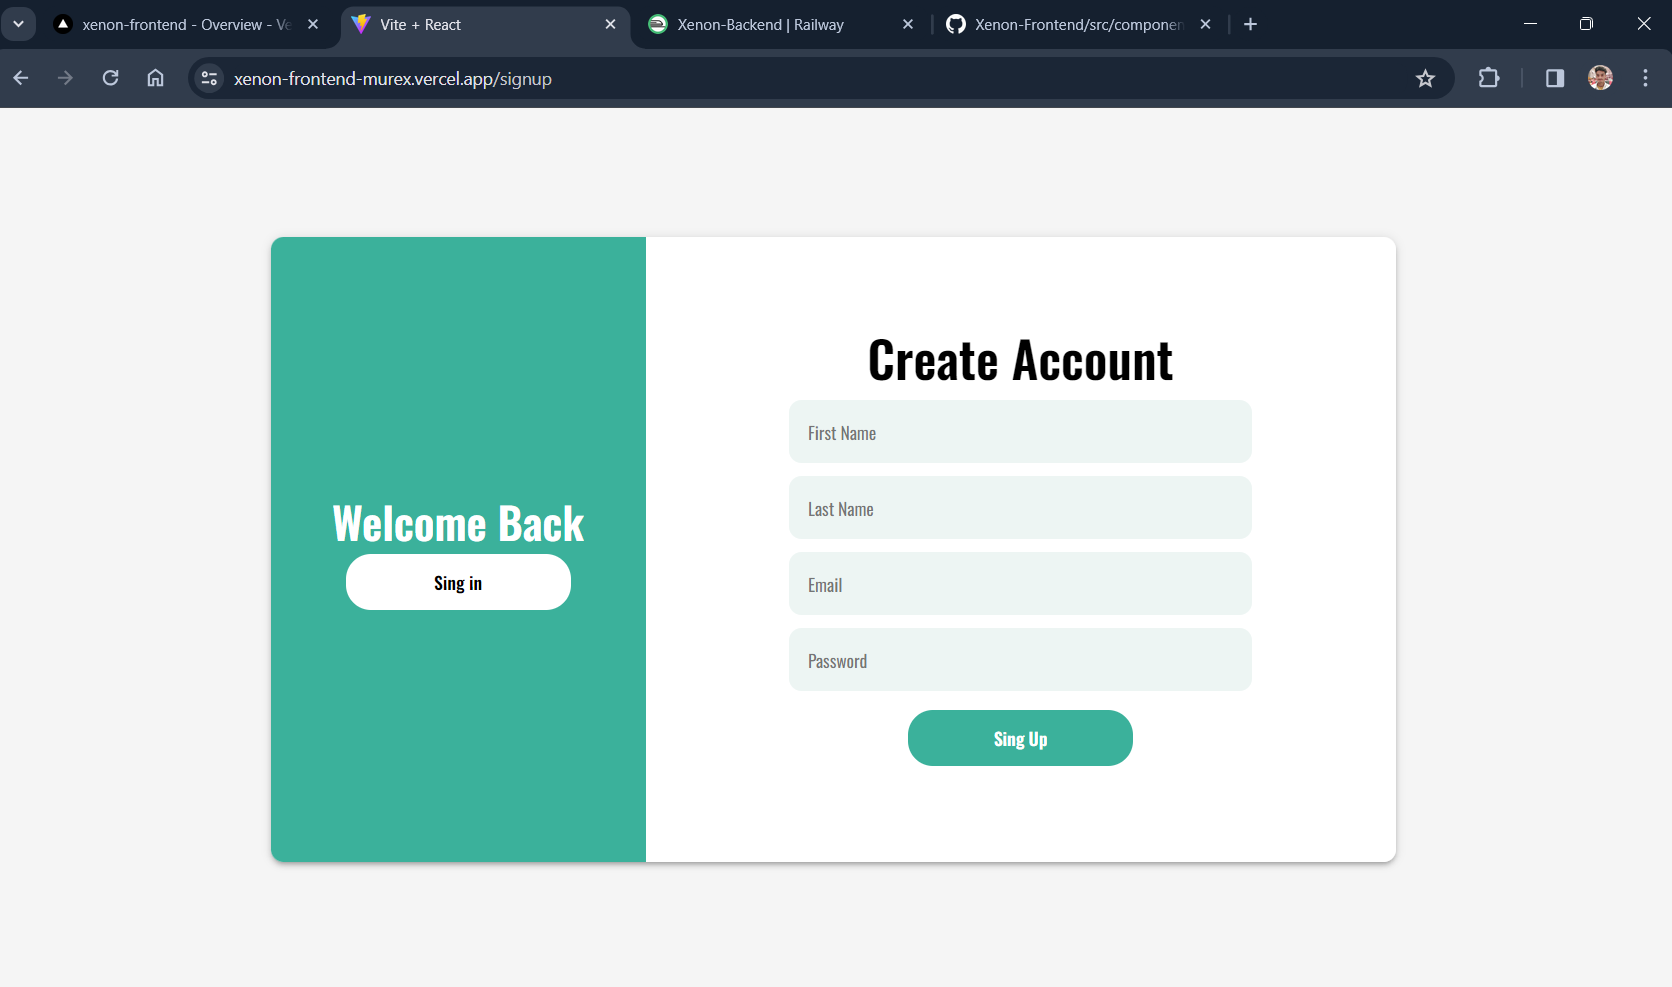 xenon-frontend - Overview - Ve
Vite + React
Xenon-Backend | Railway
Xenon-Frontend/src/componen
xenon-frontend-murex.vercel.app/signup
Welcome Back
Sing in
Create Account
First Name
Last Name
Email
Password
Sing Up